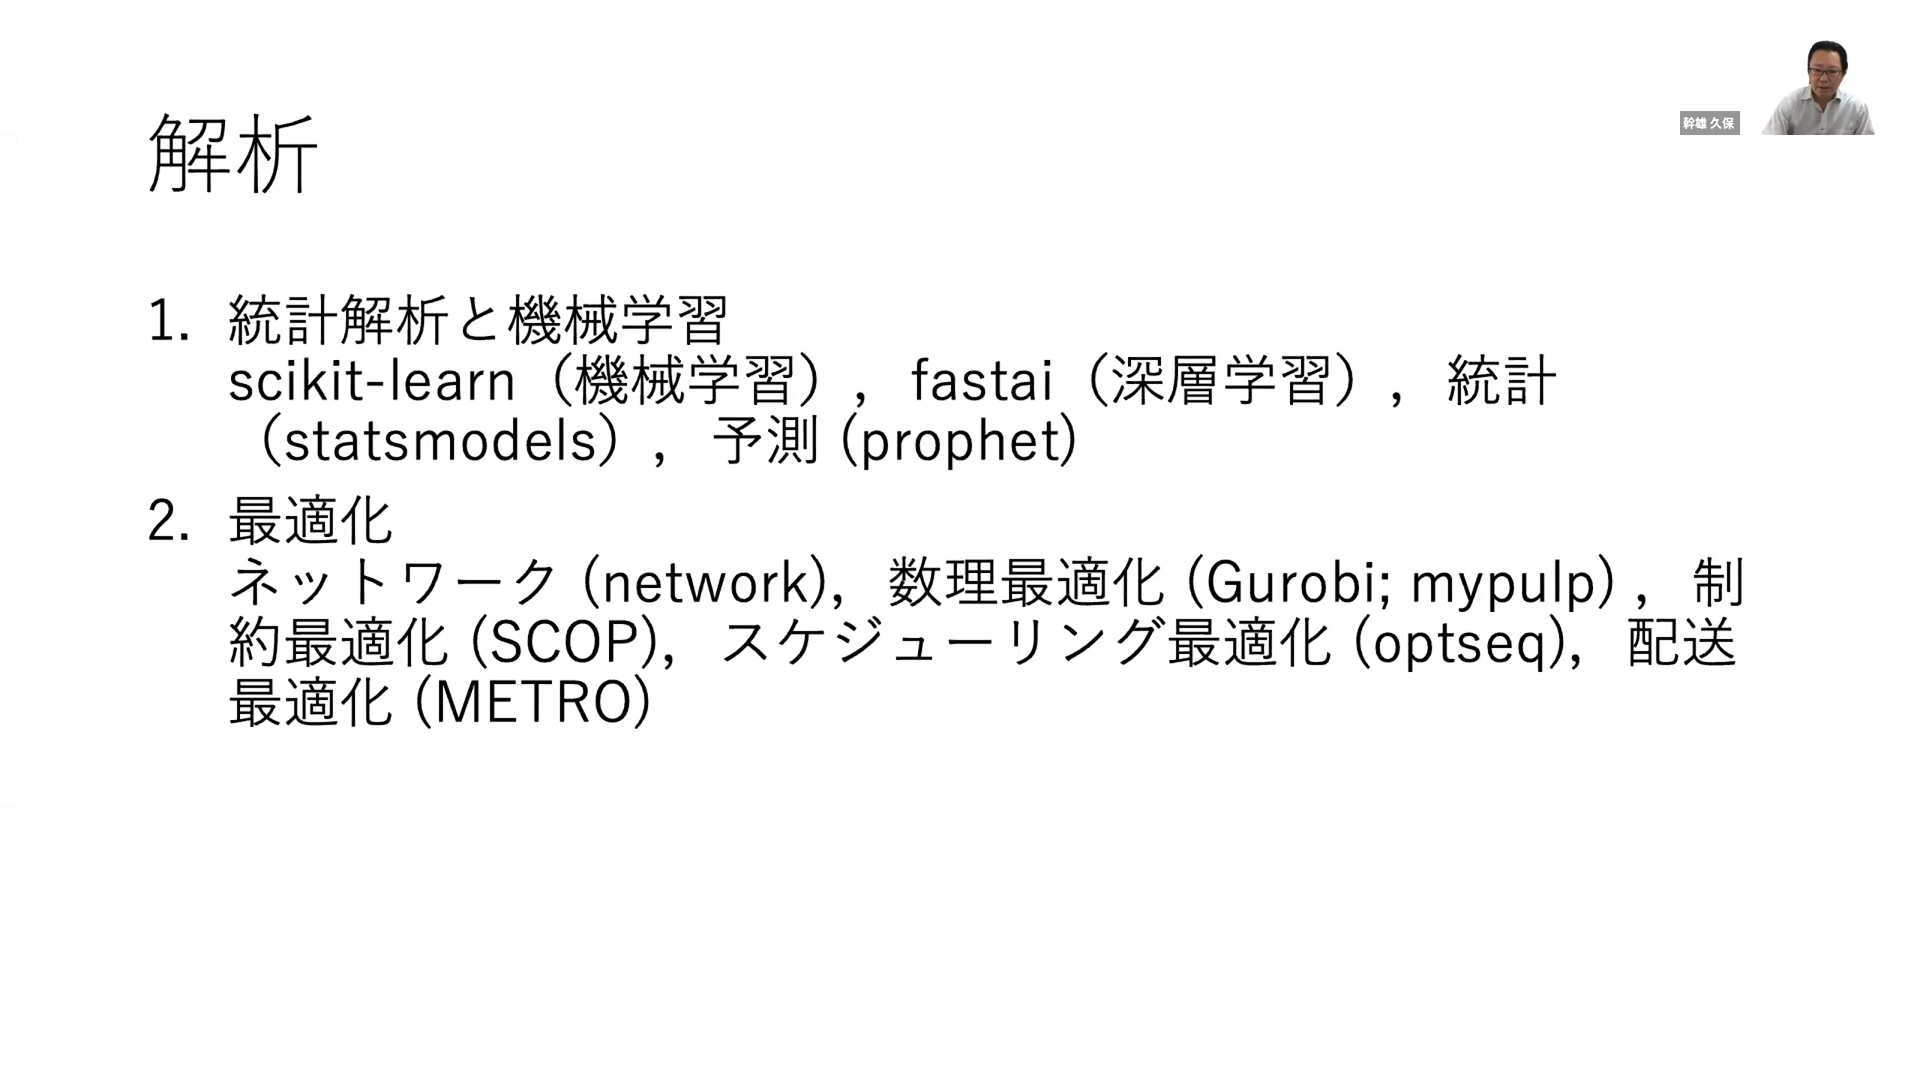 幹雄 久保
解析
1. 統計解析と機械学習
scikit-learn（機械学習）, fastai（深層学習）, 統計
（statsmodels）, 予測 (prophet)
2. 最適化
ネットワーク (network), 数理最適化 (Gurobi; mypulp) , 制
約最適化 (SCOP), スケジューリング最適化 (optseq), 配送
最適化 (METRO)